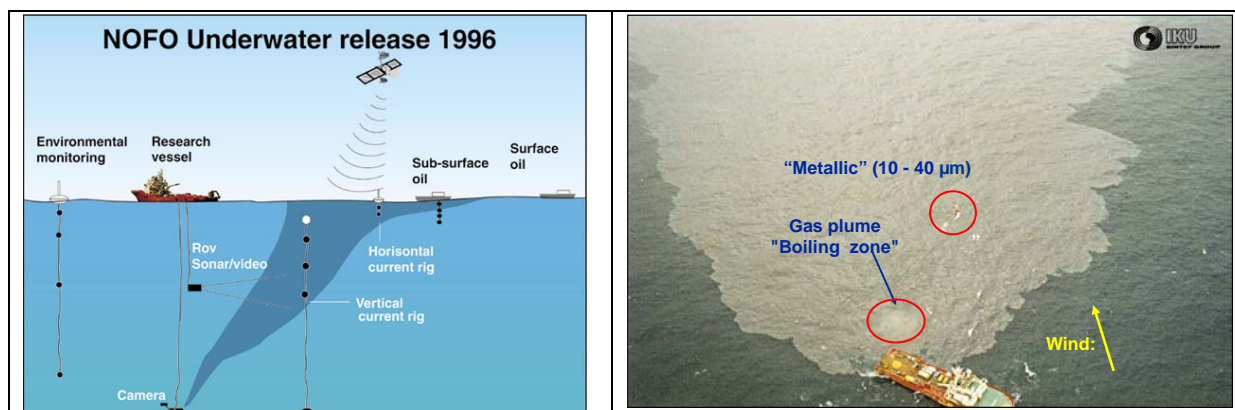 NOFO Underwater release 1996
Environmental
monitoring
Research
vessel
Sub-surface
oil
Surface
oil
Rov
Sonar/video
Horisontal
current rig
Vertical
current rig
Camera
IKU
SINTEF GROUP
“Metallic” (10 - 40 µm)
Gas plume
"Boiling zone"
”
Wind: